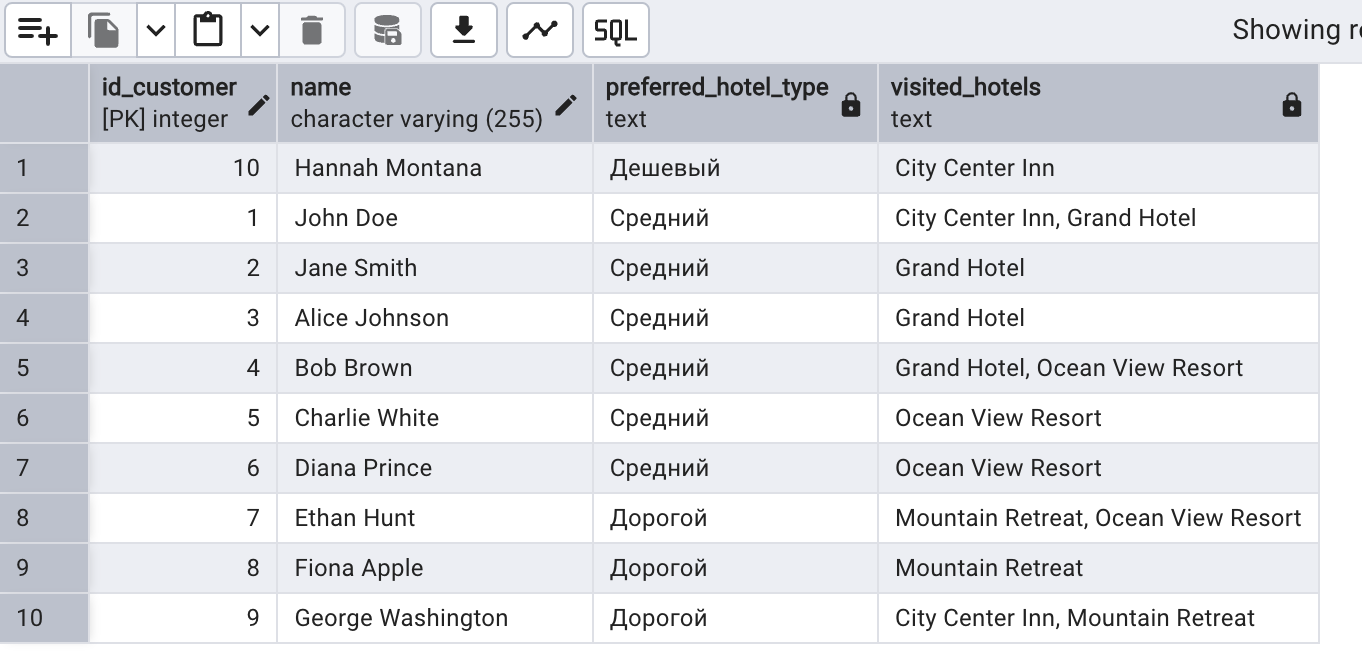 SQL
Showing r
id_customer name preferred_hotel_type visited_hotels
[PK] integer character varying (255) text text
1 10 Hannah Montana Дешевый City Center Inn
2 1 John Doe Средний City Center Inn, Grand Hotel
3 2 Jane Smith Средний Grand Hotel
4 3 Alice Johnson Средний Grand Hotel
5 4 Bob Brown Средний Grand Hotel, Ocean View Resort
6 5 Charlie White Средний Ocean View Resort
7 6 Diana Prince Средний Ocean View Resort
8 7 Ethan Hunt Дорогой Mountain Retreat, Ocean View Resort
9 8 Fiona Apple Дорогой Mountain Retreat
10 9 George Washington Дорогой City Center Inn, Mountain Retreat